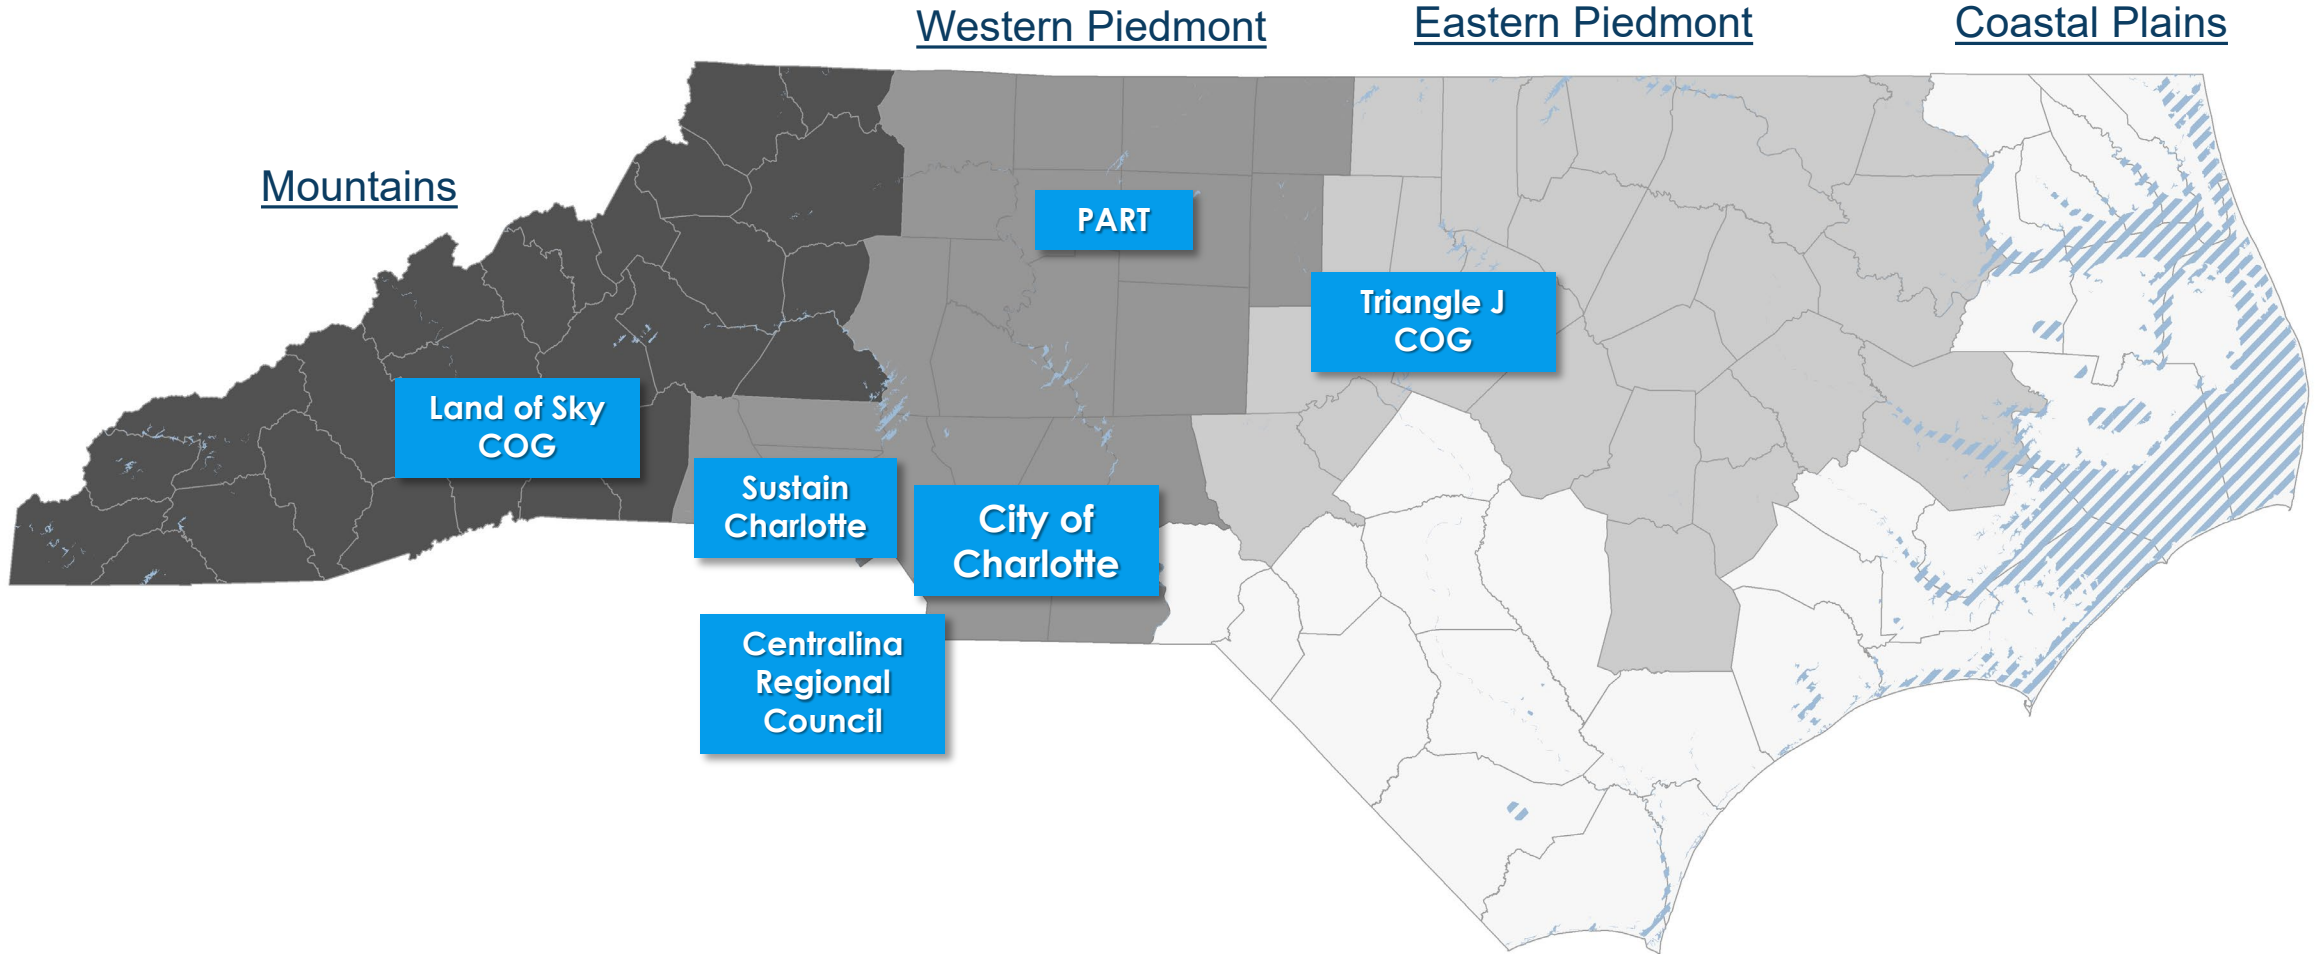 Western Piedmont
Eastern Piedmont
Coastal Plains
Mountains
PART
Triangle J
COG
Land of Sky
COG
Sustain
Charlotte
City of
Charlotte
Centralina
Regional
Council